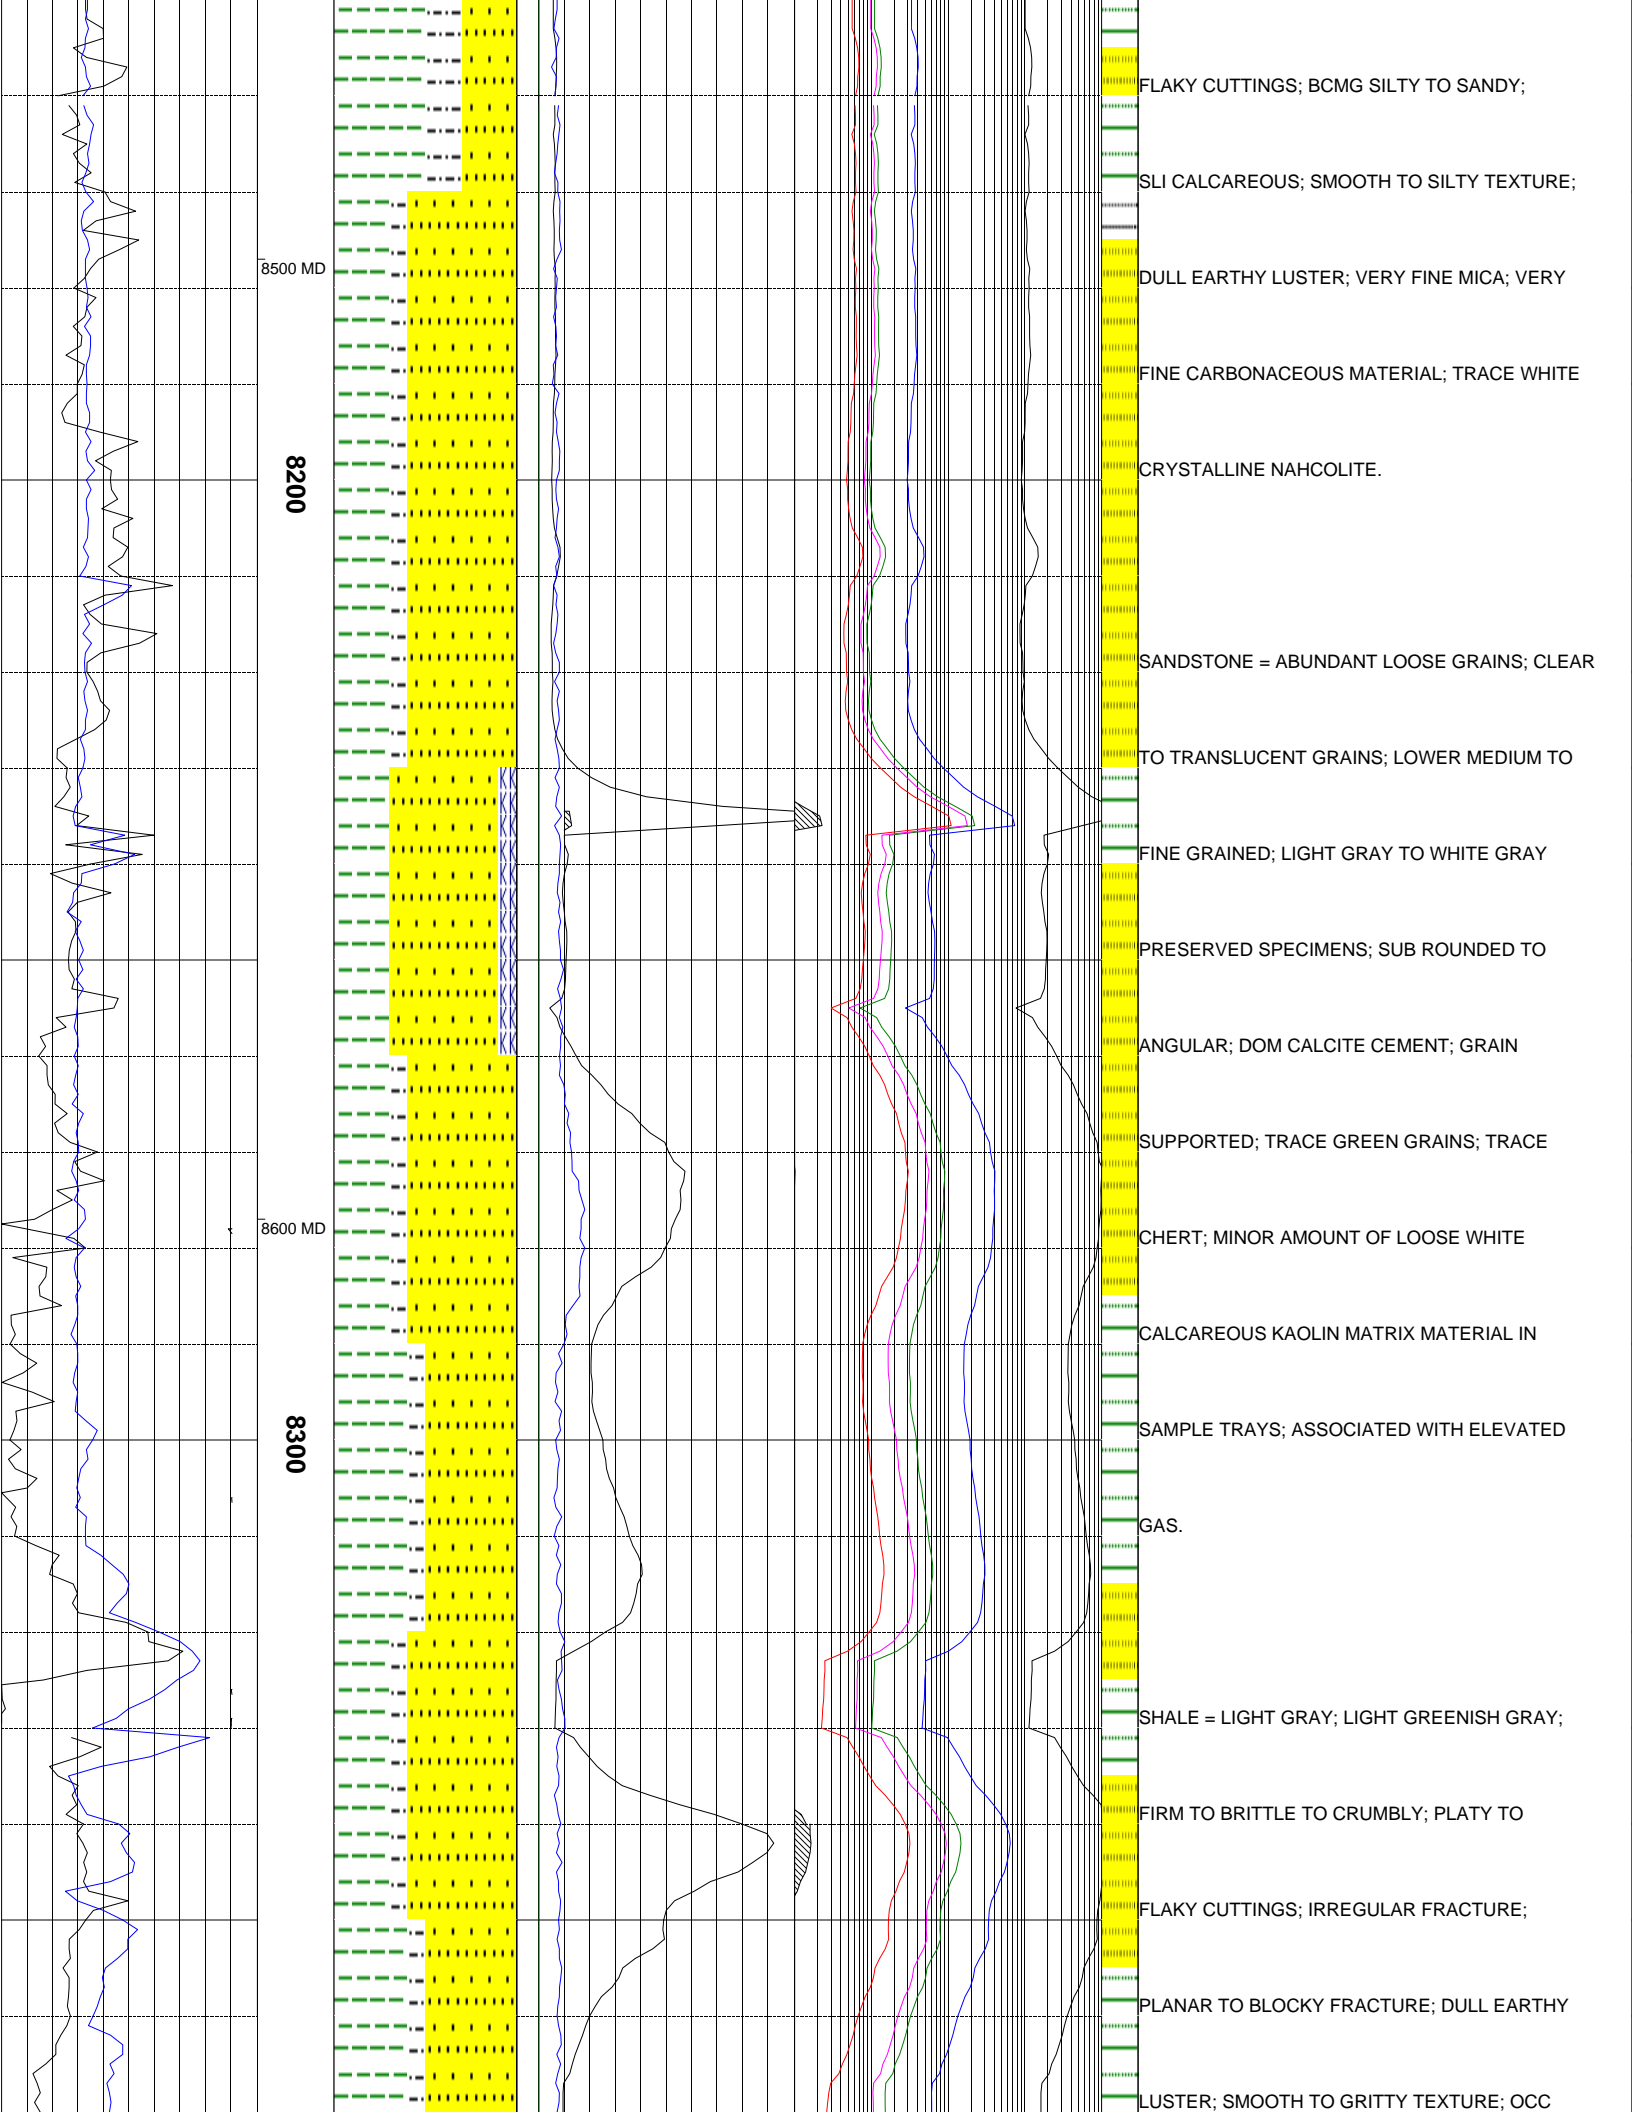 FLAKY CUTTINGS; BCMG SILTY TO SANDY;
SLI CALCAREOUS; SMOOTH TO SILTY TEXTURE;
8500 MD
DULL EARTHY LUSTER; VERY FINE MICA; VERY
FINE CARBONACEOUS MATERIAL; TRACE WHITE
8200
CRYSTALLINE NAHCOLITE.
SANDSTONE = ABUNDANT LOOSE GRAINS; CLEAR
TO TRANSLUCENT GRAINS; LOWER MEDIUM TO
FINE GRAINED; LIGHT GRAY TO WHITE GRAY
PRESERVED SPECIMENS; SUB ROUNDED TO
ANGULAR; DOM CALCITE CEMENT; GRAIN
SUPPORTED; TRACE GREEN GRAINS; TRACE
8600 MD
CHERT; MINOR AMOUNT OF LOOSE WHITE
CALCAREOUS KAOLIN MATRIX MATERIAL IN
8300
SAMPLE TRAYS; ASSOCIATED WITH ELEVATED
GAS.
SHALE = LIGHT GRAY; LIGHT GREENISH GRAY;
FIRM TO BRITTLE TO CRUMBLY; PLATY TO
FLAKY CUTTINGS; IRREGULAR FRACTURE;
PLANAR TO BLOCKY FRACTURE; DULL EARTHY
LUSTER; SMOOTH TO GRITTY TEXTURE; OCC